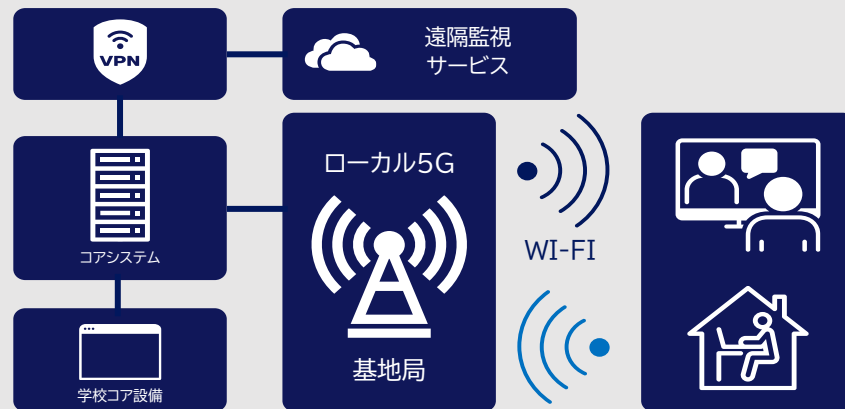 VPN
遠隔監視
サービス
コアシステム
ローカル5G
基地局
WI-FI
学校コア設備